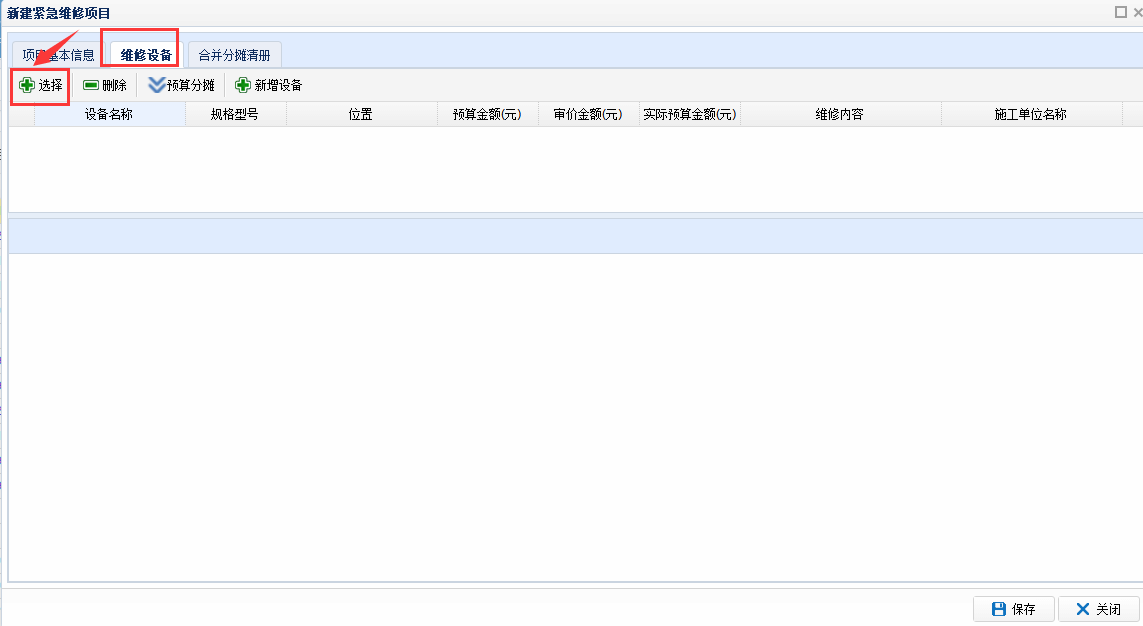 新建紧急维修项目
项目基本信息 维修设备 合并分摊清册
选择 删除 预算分摊 新增设备
设备名称 规格型号 位置 预算金额(元) 审价金额(元) 实际预算金额(元) 维修内容 施工单位名称
保存 关闭